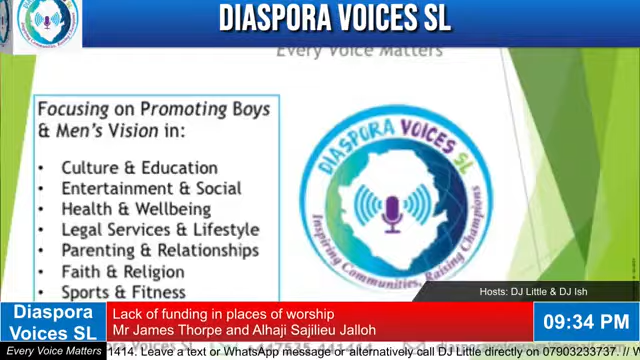 DIASPORA VOICES SL
Every Voice Matters
Focusing on Promoting Boys
& Men's Vision in:
• Culture & Education
• Entertainment & Social
• Health & Wellbeing
• Legal Services & Lifestyle
• Parenting & Relationships
• Faith & Religion
• Sports & Fitness
DIASPORA VOICES SL
Inspiring Communities, Raising Champions
Hosts: DJ Little & DJ Ish
Diaspora
Voices SL
Lack of funding in places of worship
Mr James Thorpe and Alhaji Sajilieu Jalloh
09:34 PM
Every Voice Matters
1414. Leave a text or WhatsApp message or alternatively call DJ Little directly on 07903233737. // W